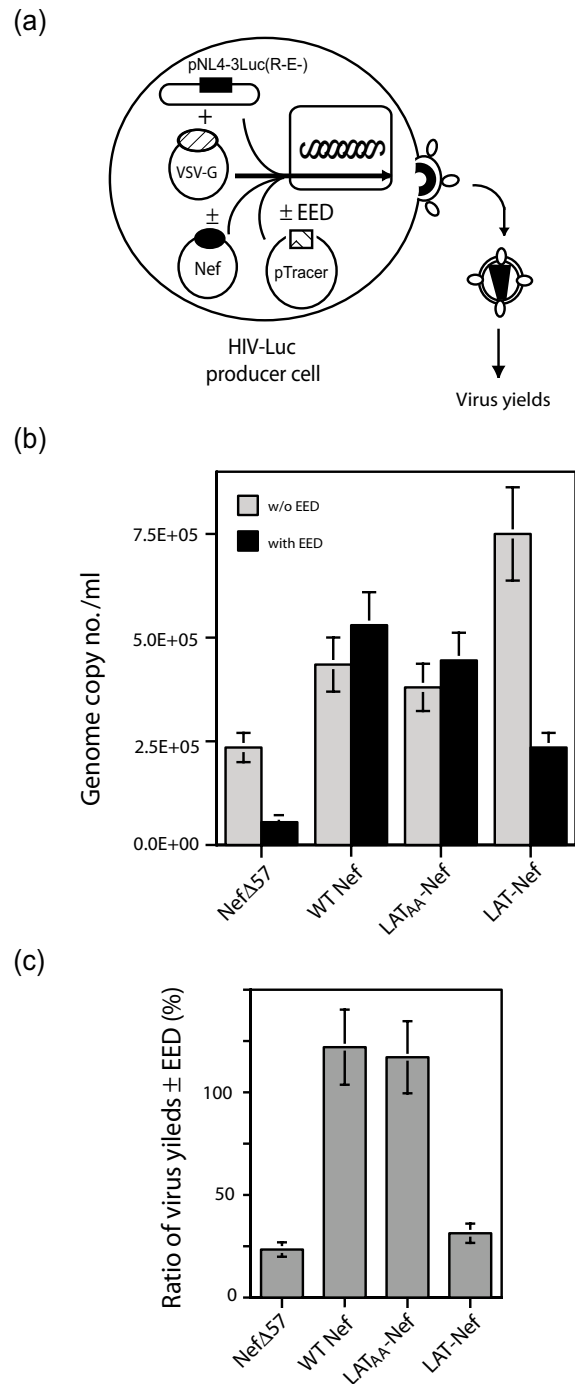 (a)
pNL4-3Luc(R-E-)
+
VSV-G
±
± EED
Nef
pTracer
HIV-Luc
producer cell
Virus yields
(b)
w/o EED
with EED
7.5E+05
5.0E+05
2.5E+05
0.0E+00
Genome copy no./ml
NefΔ57
WT Nef
LATAA-Nef
LAT-Nef
(c)
100
50
0
Ratio of virus yileds ± EED (%)
NefΔ57
WT Nef
LATAA-Nef
LAT-Nef